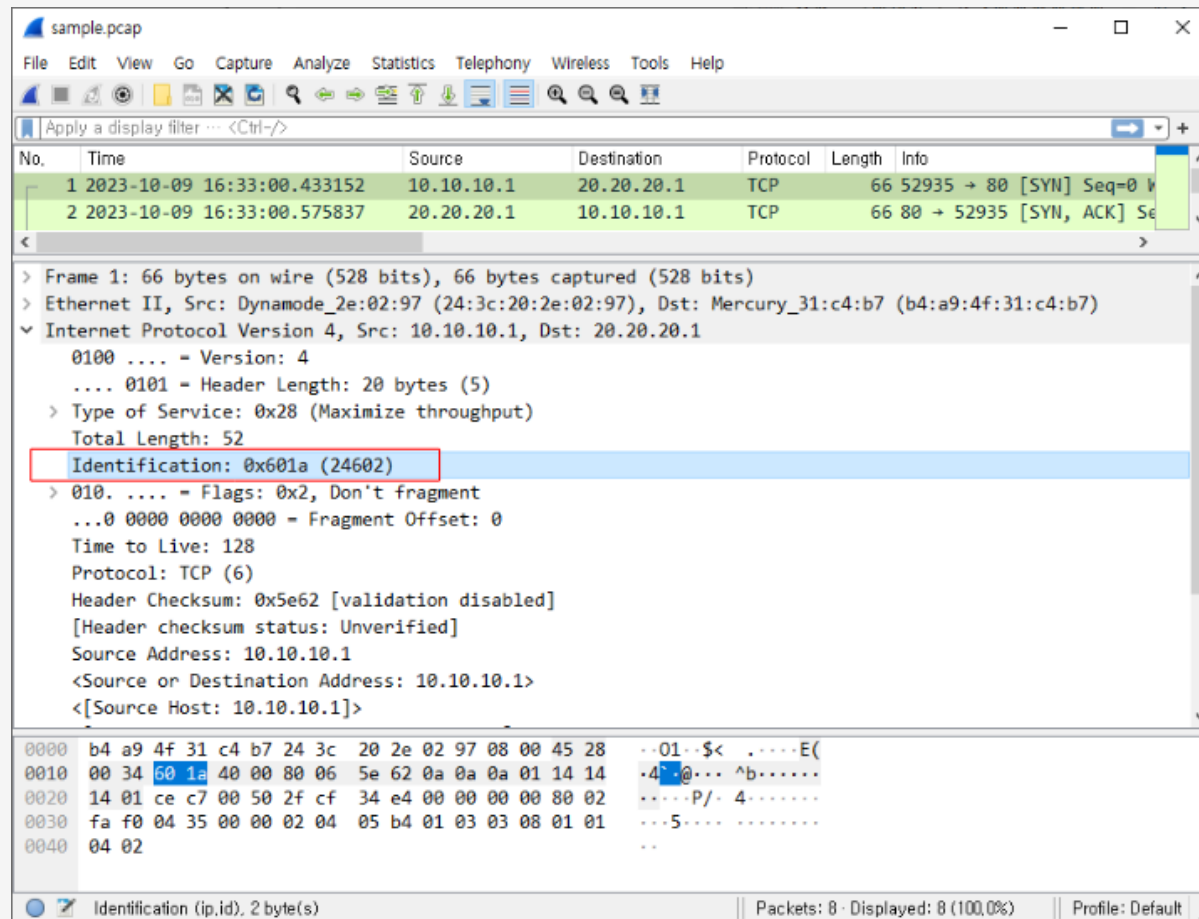 sample.pcap
File Edit View Go Capture Analyze Statistics Telephony Wireless Tools Help
Apply a display filter ··· <Ctrl-/>
No. Time Source Destination Protocol Length Info
1 2023-10-09 16:33:00.433152 10.10.10.1 20.20.20.1 TCP 66 52935 → 80 [SYN] Seq=0
2 2023-10-09 16:33:00.575837 20.20.20.1 10.10.10.1 TCP 66 80 → 52935 [SYN, ACK]
> Frame 1: 66 bytes on wire (528 bits), 66 bytes captured (528 bits)
> Ethernet II, Src: Dynamode_2e:02:97 (24:3c:20:2e:02:97), Dst: Mercury_31:c4:b7 (b4:a9:4f:31:c4:b7)
Internet Protocol Version 4, Src: 10.10.10.1, Dst: 20.20.20.1
0100 .... = Version: 4
.... 0101 = Header Length: 20 bytes (5)
> Type of Service: 0x28 (Maximize throughput)
Total Length: 52
Identification: 0x601a (24602)
> 010. .... = Flags: 0x2, Don't fragment
...0 0000 0000 0000 = Fragment Offset: 0
Time to Live: 128
Protocol: TCP (6)
Header Checksum: 0x5e62 [validation disabled]
[Header checksum status: Unverified]
Source Address: 10.10.10.1
<Source or Destination Address: 10.10.10.1>
<[Source Host: 10.10.10.1]>
0000 b4 a9 4f 31 c4 b7 24 3c 20 2e 02 97 08 00 45 28 ··O1··$< .····E(
0010 00 34 60 1a 40 00 80 06 5e 62 0a 0a 0a 01 14 14 ·4`·@··· ^b······
0020 14 01 ce c7 00 50 2f cf 34 e4 00 00 00 00 80 02 ·····P/· 4·······
0030 fa f0 04 35 00 00 02 04 05 b4 01 03 03 08 01 01 ···5···· ········
0040 04 02 ··
Identification (ip.id), 2 byte(s) Packets: 8 · Displayed: 8 (100.0%) Profile: Default